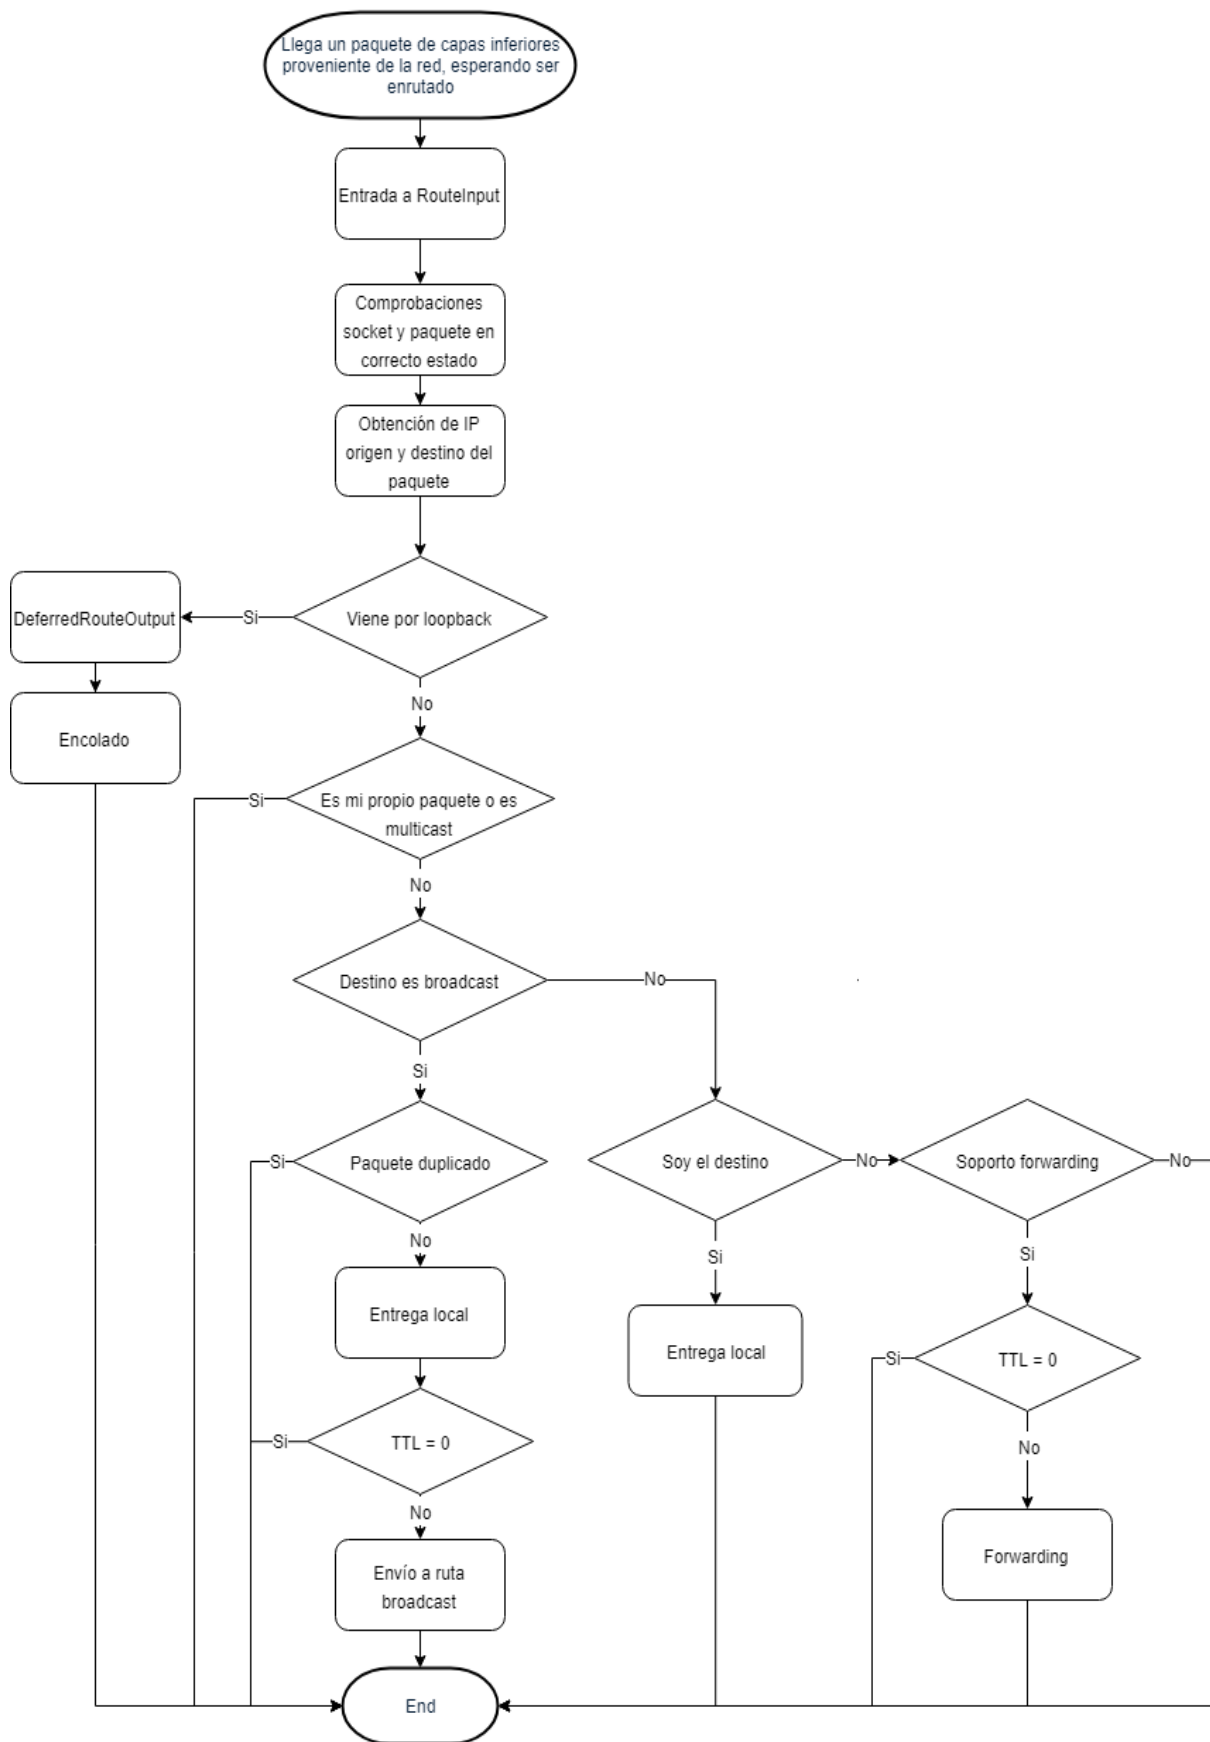 Llega un paquete de capas inferiores
proveniente de la red, esperando ser
enrutado
Entrada a RouteInput
Comprobaciones
socket y paquete en
correcto estado
Obtención de IP
origen y destino del
paquete
Viene por loopback
Si
DeferredRouteOutput
Encolado
No
Es mi propio paquete o es
multicast
Si
No
Destino es broadcast
No
Si
Paquete duplicado
Si
No
Entrega local
TTL = 0
Si
No
Envío a ruta
broadcast
Soy el destino
No
Si
Entrega local
Soporto forwarding
No
Si
TTL = 0
Si
No
Forwarding
End